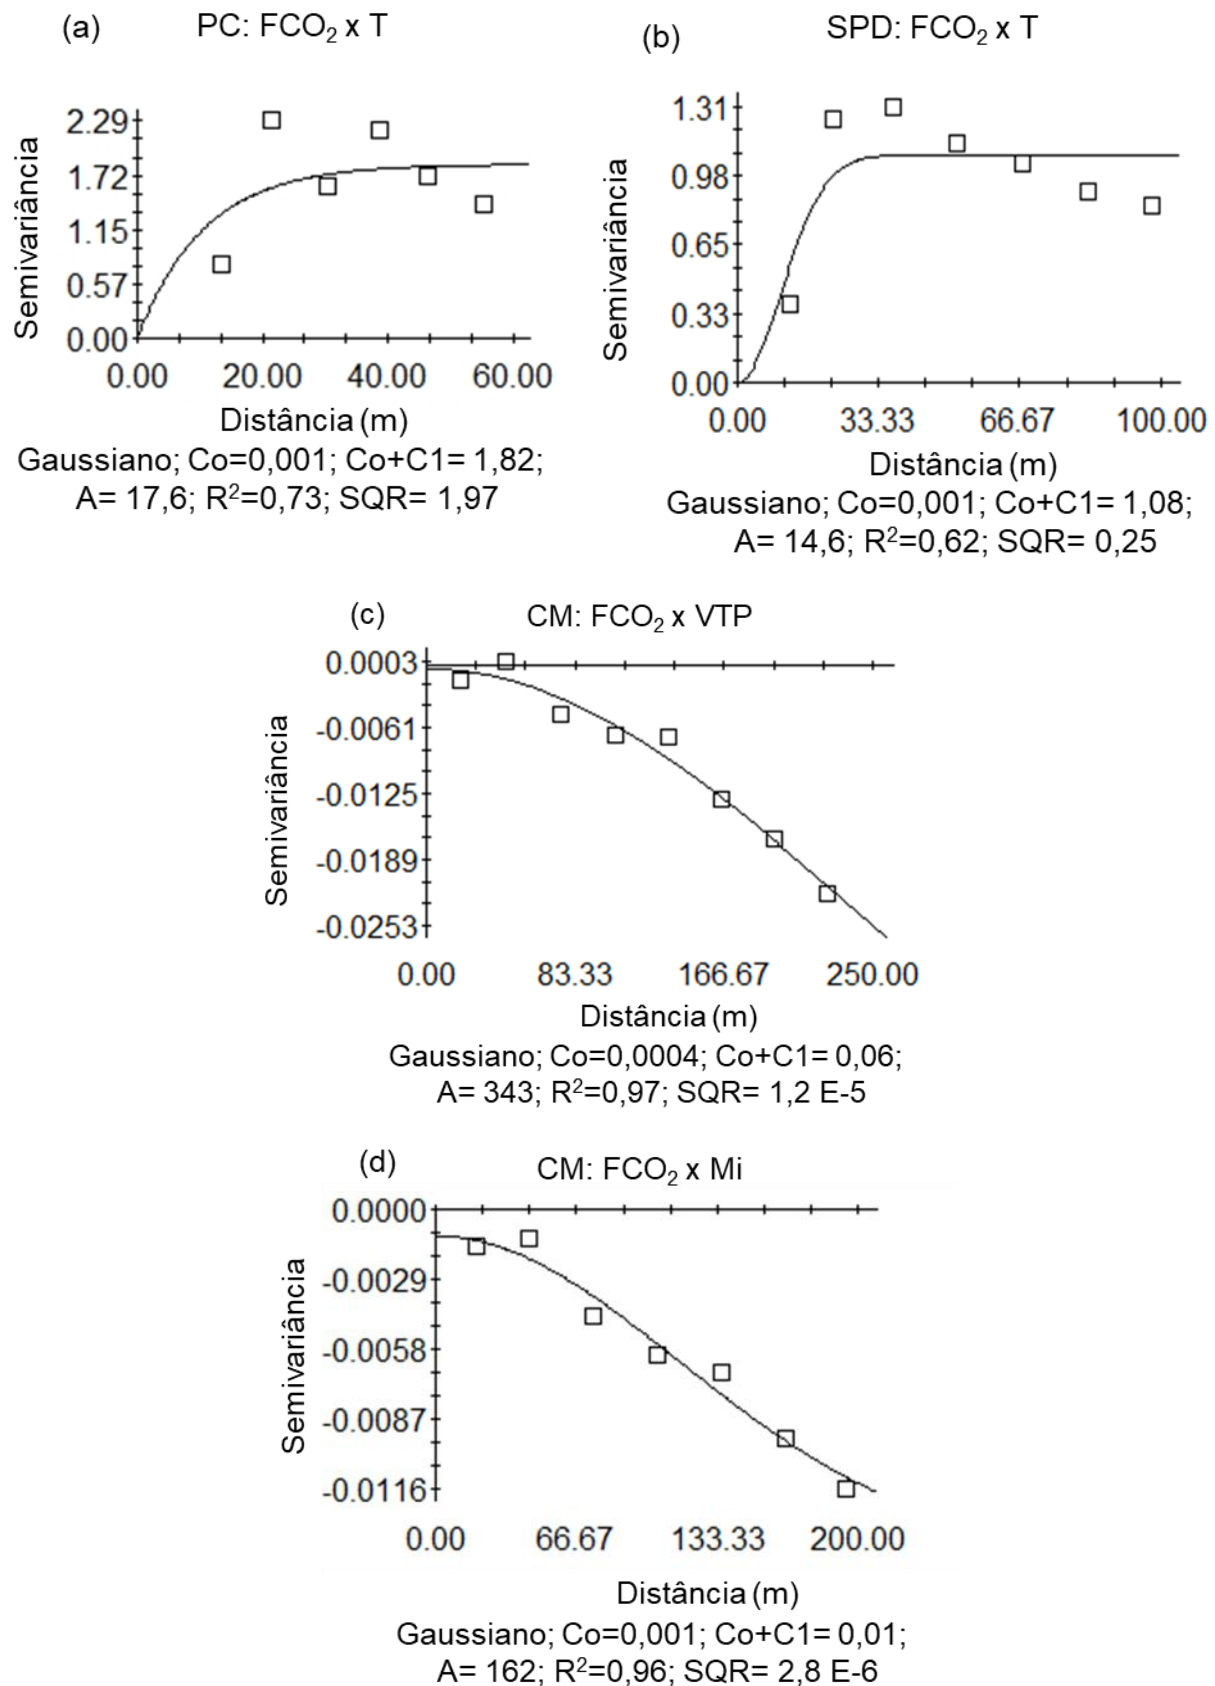 (a) PC: FCO₂ x T
Semivariância
2.29
1.72
1.15
0.57
0.00
0.00 20.00 40.00 60.00
Distância (m)
Gaussiano; Co=0,001; Co+C1= 1,82;
A= 17,6; R²=0,73; SQR= 1,97
(b) SPD: FCO₂ x T
Semivariância
1.31
0.98
0.65
0.33
0.00
0.00 33.33 66.67 100.00
Distância (m)
Gaussiano; Co=0,001; Co+C1= 1,08;
A= 14,6; R²=0,62; SQR= 0,25
(c) CM: FCO₂ x VTP
Semivariância
0.0003
-0.0061
-0.0125
-0.0189
-0.0253
0.00 83.33 166.67 250.00
Distância (m)
Gaussiano; Co=0,0004; Co+C1= 0,06;
A= 343; R²=0,97; SQR= 1,2 E-5
(d) CM: FCO₂ x Mi
Semivariância
0.0000
-0.0029
-0.0058
-0.0087
-0.0116
0.00 66.67 133.33 200.00
Distância (m)
Gaussiano; Co=0,001; Co+C1= 0,01;
A= 162; R²=0,96; SQR= 2,8 E-6